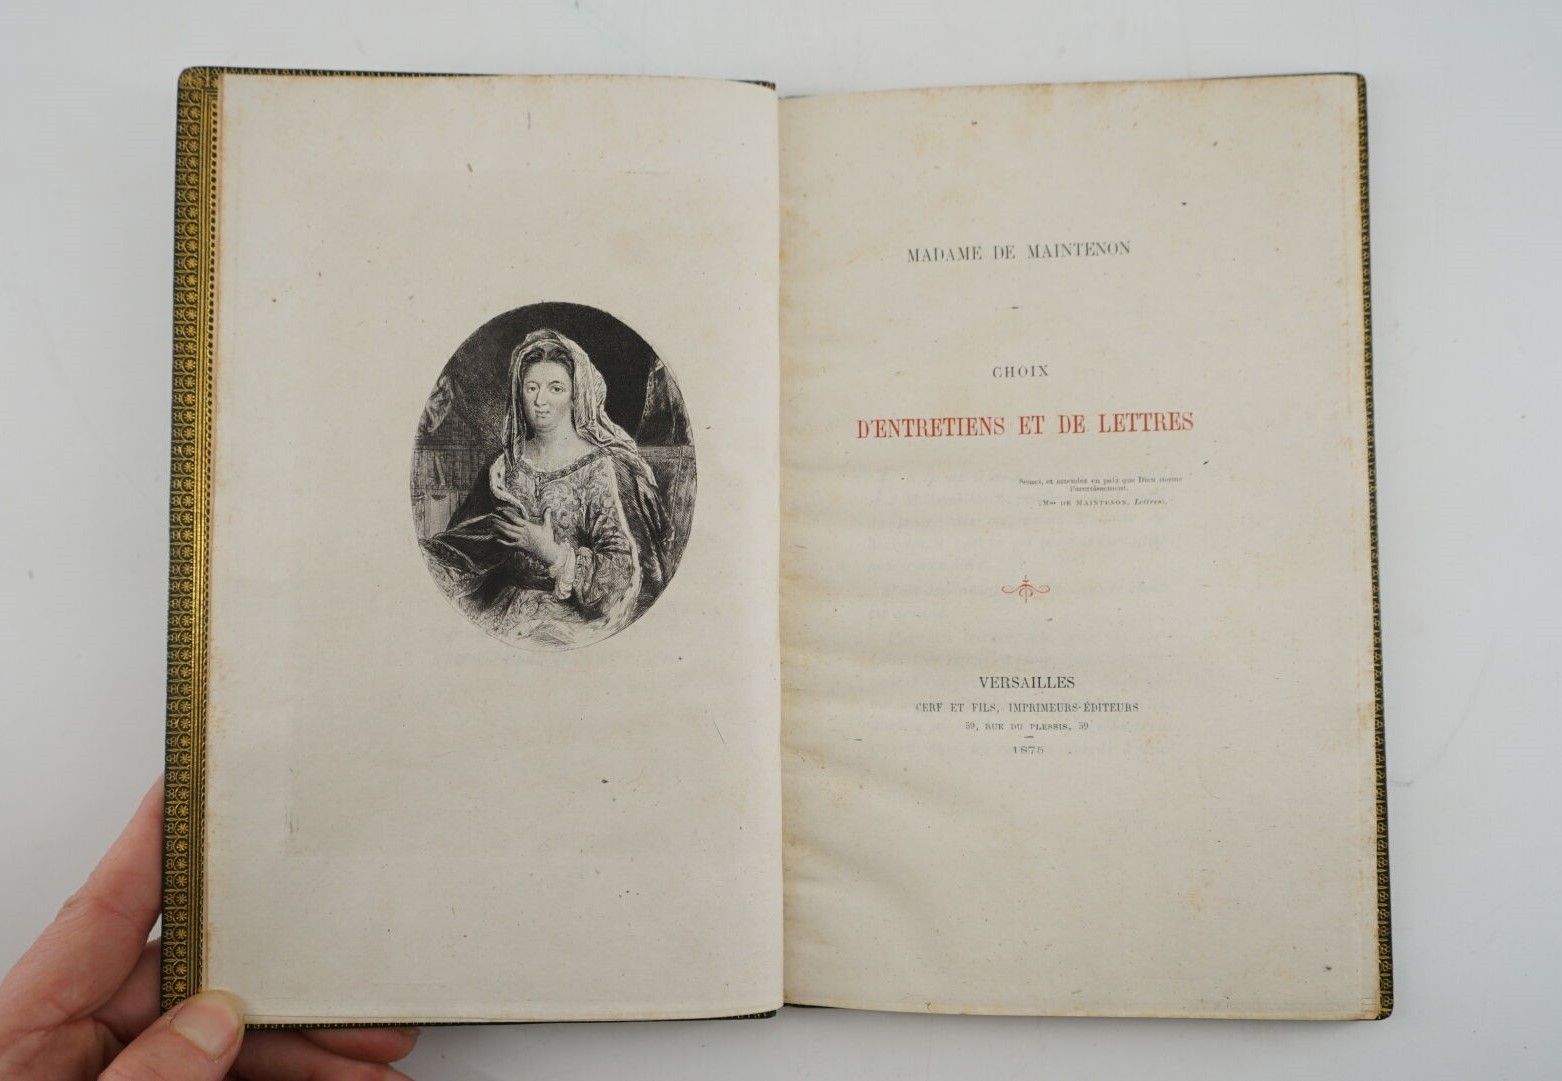 MADAME DE MAINTENON
CHOIX
D'ENTRETIENS ET DE LETTRES
Semez, et attendez en paix que Dieu donne
l'accroissement.
(Mme DE MAINTENON, Lettres).
VERSAILLES
CERF ET FILS, IMPRIMEURS-ÉDITEURS
59, RUE DU PLESSIS, 59
1875